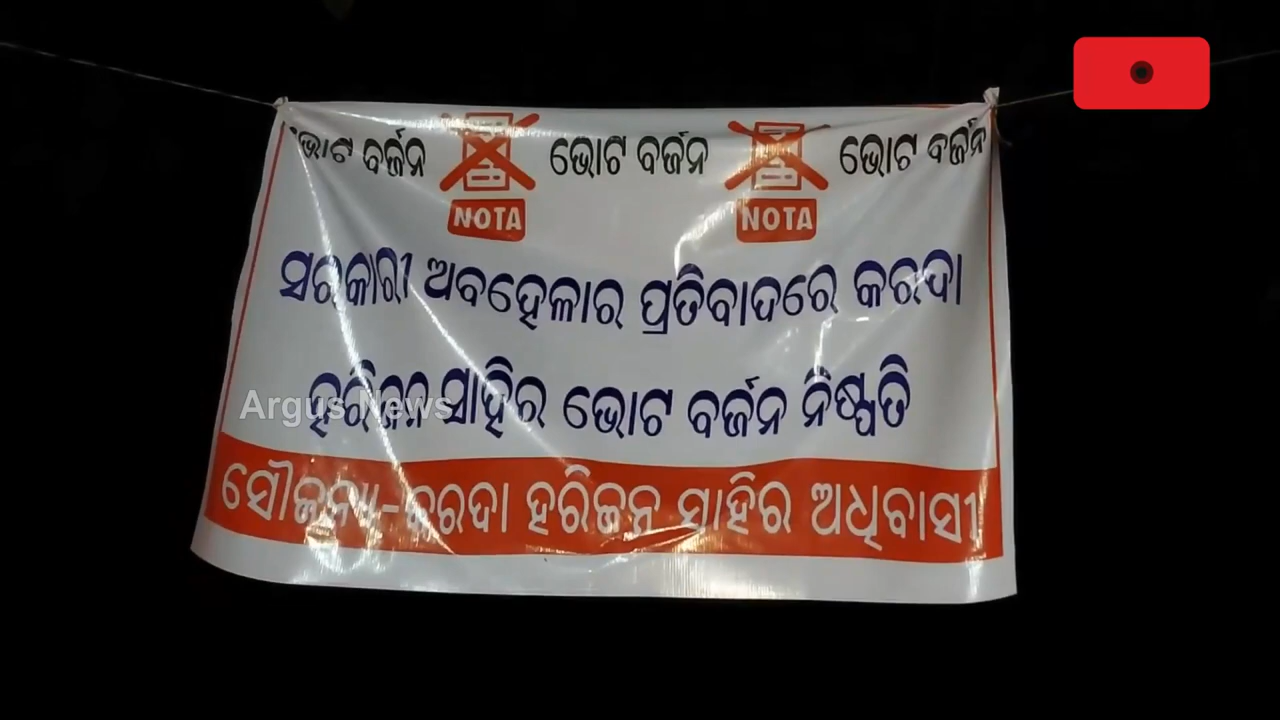 ଭୋଟ ବର୍ଜନ ଭୋଟ ବର୍ଜନ ଭୋଟ ବର୍ଜନ
NOTA NOTA
ସରକାରୀ ଅବହେଳାର ପ୍ରତିବାଦରେ କରଦା
ହରିଜନ ସାହିର ଭୋଟ ବର୍ଜନ ନିଷ୍ପତି
Argus News
ସୌଜନ୍ୟ-କରଦା ହରିଜନ ସାହିର ଅଧିବାସୀ